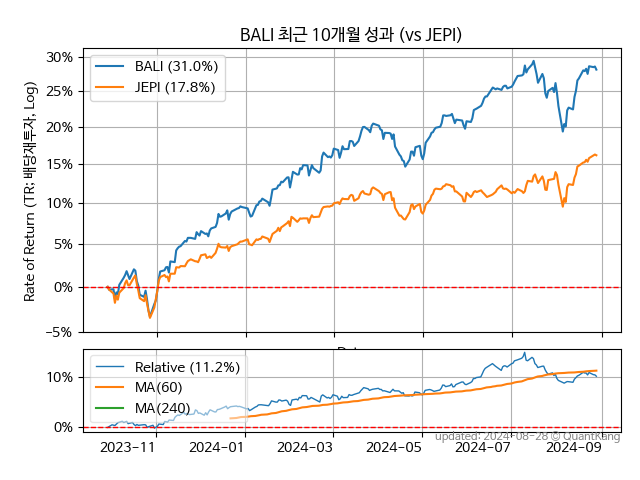 BALI 최근 10개월 성과 (vs JEPI)
Rate of Return (TR: 배당재투자, Log)
30%
25%
20%
15%
10%
5%
0%
−5%
BALI (31.0%)
JEPI (17.8%)
10%
0%
Relative (11.2%)
MA(60)
MA(240)
updated: 2024-08-28 © QuantKang
2023−11
2024−01
2024−03
2024−05
2024−07
2024−09